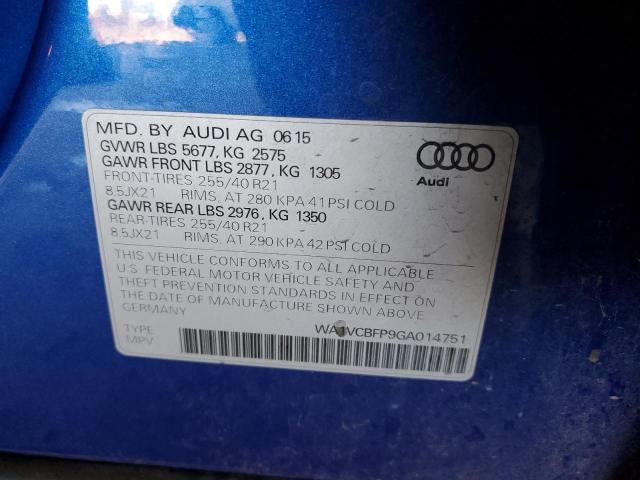 MFD. BY AUDI AG 06 15
GVWR LBS 5677, KG 2575
GAWR FRONT LBS 2877, KG 1305
FRONT-TIRES 255/40 R21
8.5JX21 RIMS, AT 280 KPA 41 PSI COLD
GAWR REAR LBS 2976, KG 1350
REAR-TIRES 255/40 R21
8.5JX21 RIMS, AT 290 KPA 42 PSI COLD
Audi
THIS VEHICLE CONFORMS TO ALL APPLICABLE
U.S. FEDERAL MOTOR VEHICLE SAFETY AND
THEFT PREVENTION STANDARDS IN EFFECT ON
THE DATE OF MANUFACTURE SHOWN ABOVE
GERMANY
TYPE:
MPV
WA1VCBFP9GA014751